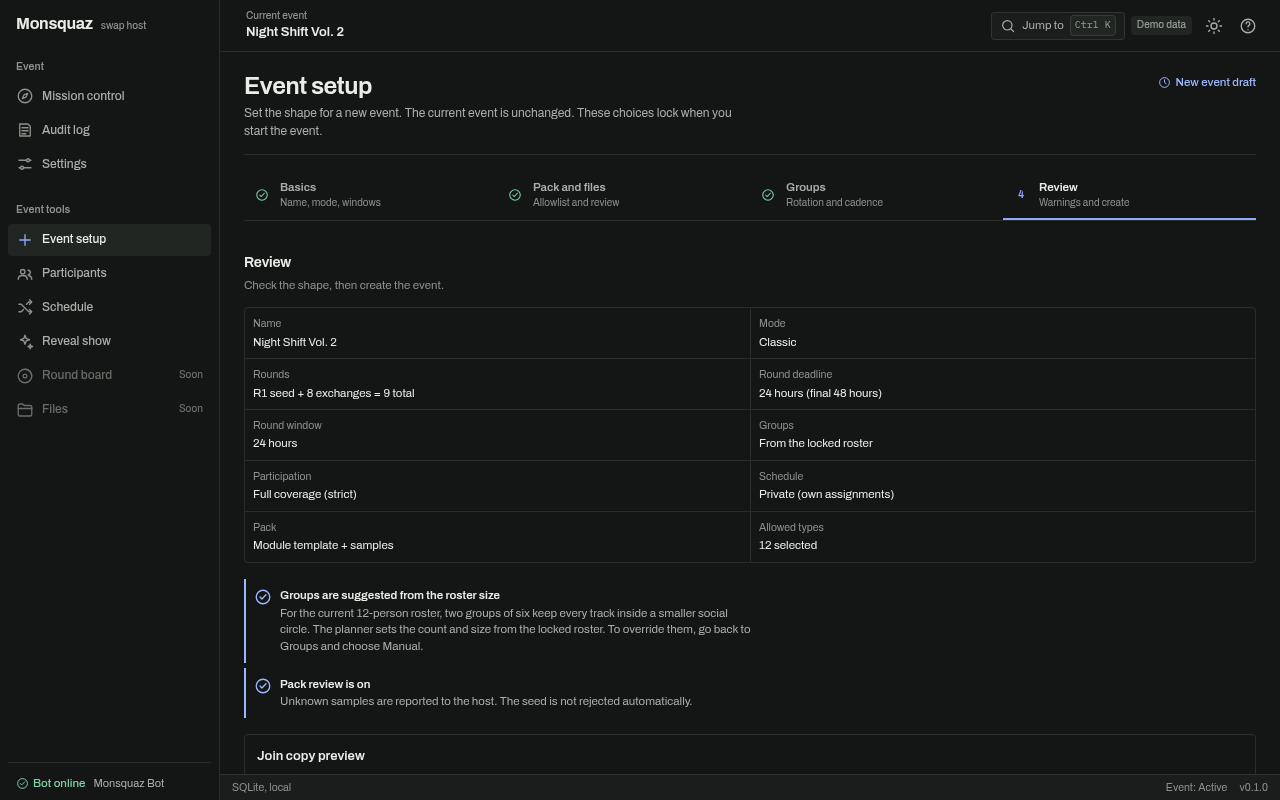 Monsquaz swap host
Event
Mission control
Audit log
Settings
Event tools
Event setup
Participants
Schedule
Reveal show
Round board Soon
Files Soon
Bot online Monsquaz Bot
Current event
Night Shift Vol. 2
Jump to Ctrl K
Demo data
Event setup
New event draft
Set the shape for a new event. The current event is unchanged. These choices lock when you
start the event.
Basics
Name, mode, windows
Pack and files
Allowlist and review
Groups
Rotation and cadence
4 Review
Warnings and create
Review
Check the shape, then create the event.
Name
Night Shift Vol. 2
Mode
Classic
Rounds
R1 seed + 8 exchanges = 9 total
Round deadline
24 hours (final 48 hours)
Round window
24 hours
Groups
From the locked roster
Participation
Full coverage (strict)
Schedule
Private (own assignments)
Pack
Module template + samples
Allowed types
12 selected
Groups are suggested from the roster size
For the current 12-person roster, two groups of six keep every track inside a smaller social
circle. The planner sets the count and size from the locked roster. To override them, go back to
Groups and choose Manual.
Pack review is on
Unknown samples are reported to the host. The seed is not rejected automatically.
Join copy preview
SQLite, local
Event: Active v0.1.0